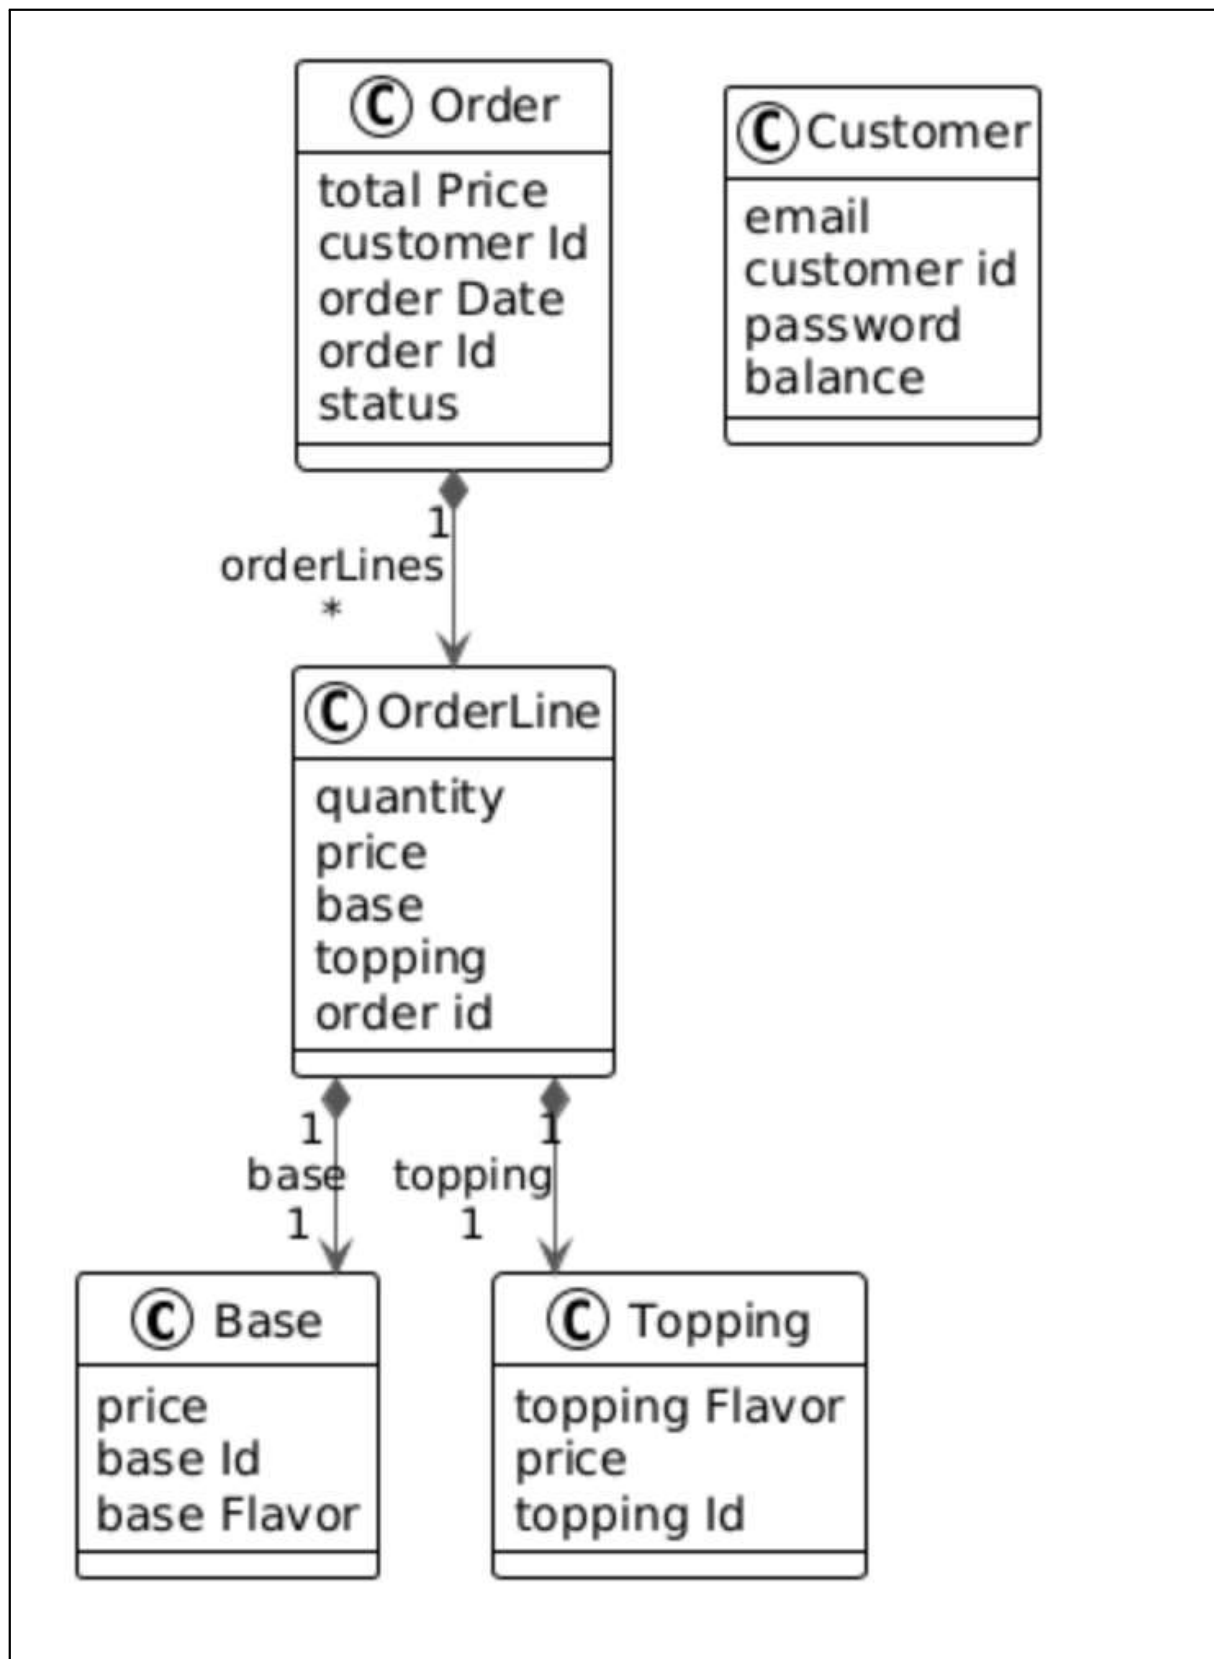 C Order
total Price
customer Id
order Date
order Id
status
C Customer
email
customer id
password
balance
1
orderLines
*
C OrderLine
quantity
price
base
topping
order id
1
base
1
1
topping
1
C Base
price
base Id
base Flavor
C Topping
topping Flavor
price
topping Id